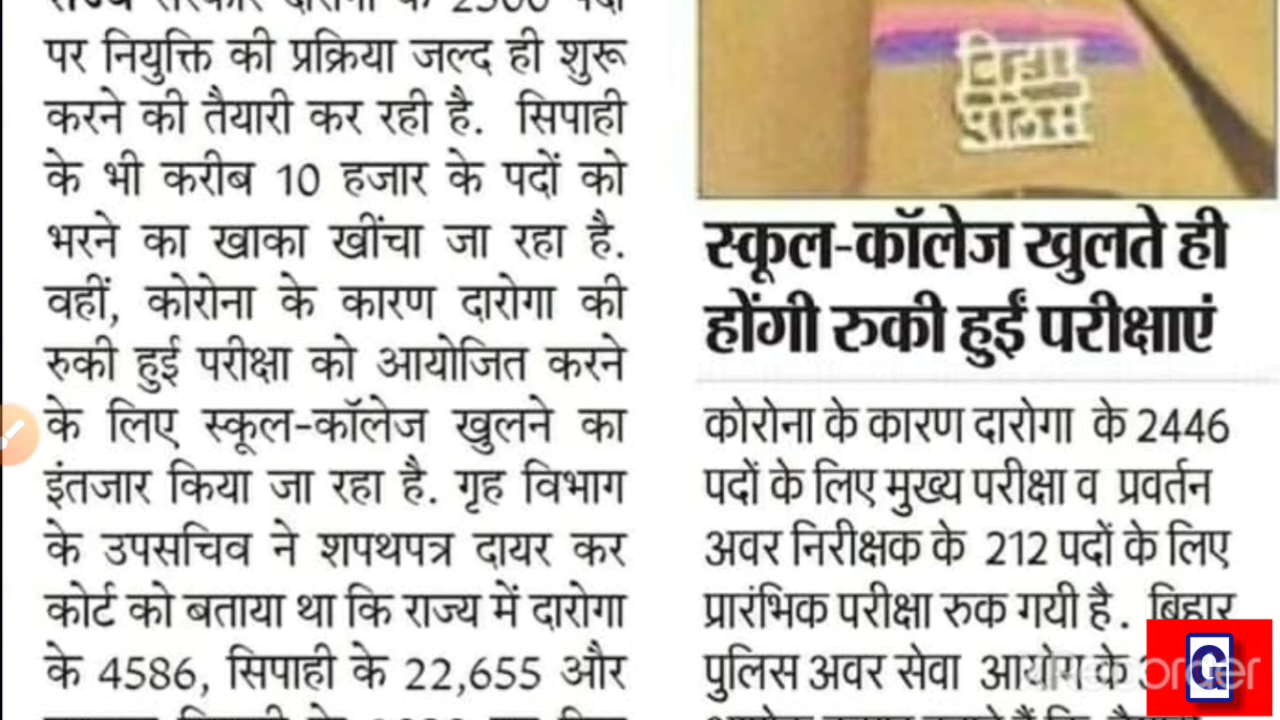 पर नियुक्ति की प्रक्रिया जल्द ही शुरू
करने की तैयारी कर रही है. सिपाही
के भी करीब 10 हजार के पदों को
भरने का खाका खींचा जा रहा है.
वहीं, कोरोना के कारण दारोगा की
रुकी हुई परीक्षा को आयोजित करने
के लिए स्कूल-कॉलेज खुलने का
इंतजार किया जा रहा है. गृह विभाग
के उपसचिव ने शपथपत्र दायर कर
कोर्ट को बताया था कि राज्य में दारोगा
के 4586, सिपाही के 22,655 और
स्कूल-कॉलेज खुलते ही
होंगी रुकी हुईं परीक्षाएं
कोरोना के कारण दारोगा के 2446
पदों के लिए मुख्य परीक्षा व प्रवर्तन
अवर निरीक्षक के 212 पदों के लिए
प्रारंभिक परीक्षा रुक गयी है. बिहार
पुलिस अवर सेवा आयोग के
G